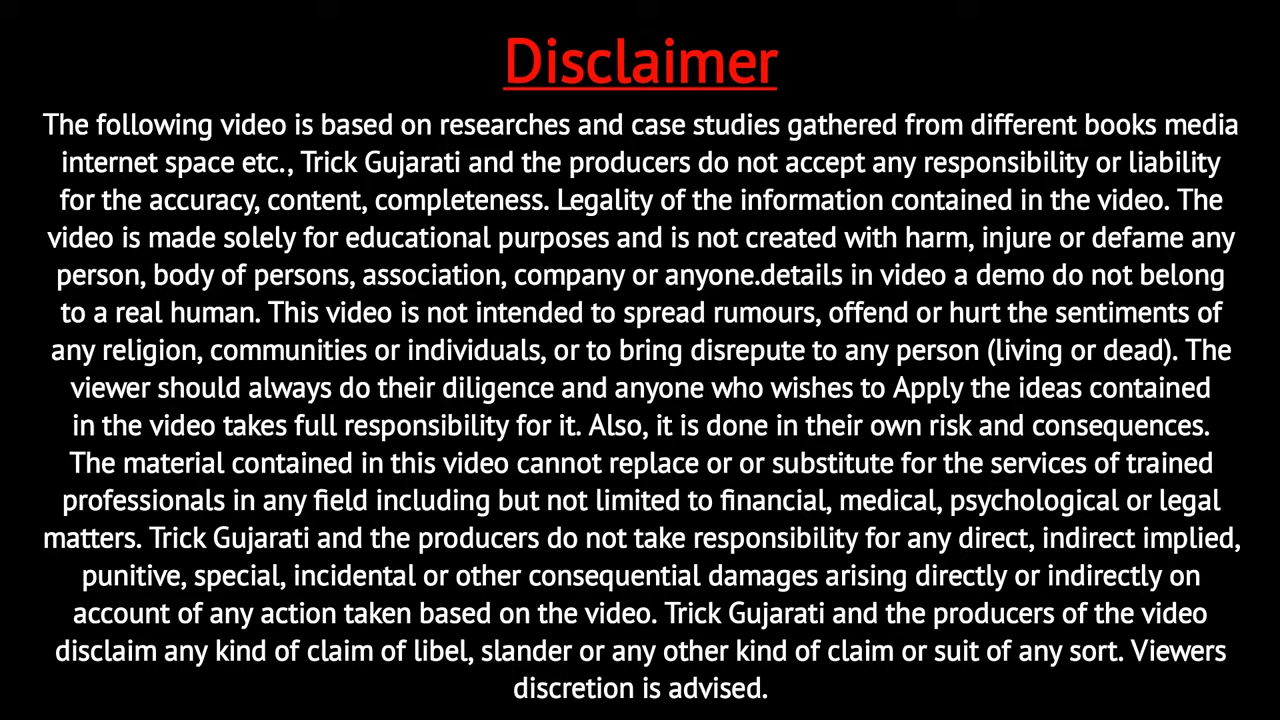 Disclaimer
The following video is based on researches and case studies gathered from different books media
internet space etc., Trick Gujarati and the producers do not accept any responsibility or liability
for the accuracy, content, completeness. Legality of the information contained in the video. The
video is made solely for educational purposes and is not created with harm, injure or defame any
person, body of persons, association, company or anyone.details in video a demo do not belong
to a real human. This video is not intended to spread rumours, offend or hurt the sentiments of
any religion, communities or individuals, or to bring disrepute to any person (living or dead). The
viewer should always do their diligence and anyone who wishes to Apply the ideas contained
in the video takes full responsibility for it. Also, it is done in their own risk and consequences.
The material contained in this video cannot replace or or substitute for the services of trained
professionals in any field including but not limited to financial, medical, psychological or legal
matters. Trick Gujarati and the producers do not take responsibility for any direct, indirect implied,
punitive, special, incidental or other consequential damages arising directly or indirectly on
account of any action taken based on the video. Trick Gujarati and the producers of the video
disclaim any kind of claim of libel, slander or any other kind of claim or suit of any sort. Viewers
discretion is advised.